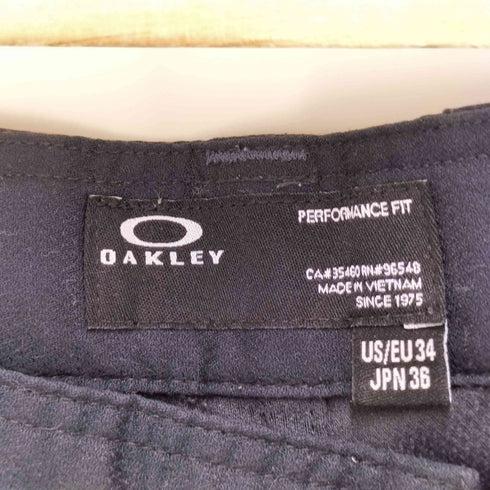 OAKLEY
PERFORMANCE FIT
CA#35460 RN#96548
MADE IN VIETNAM
SINCE 1975
US/EU 34
JPN 36